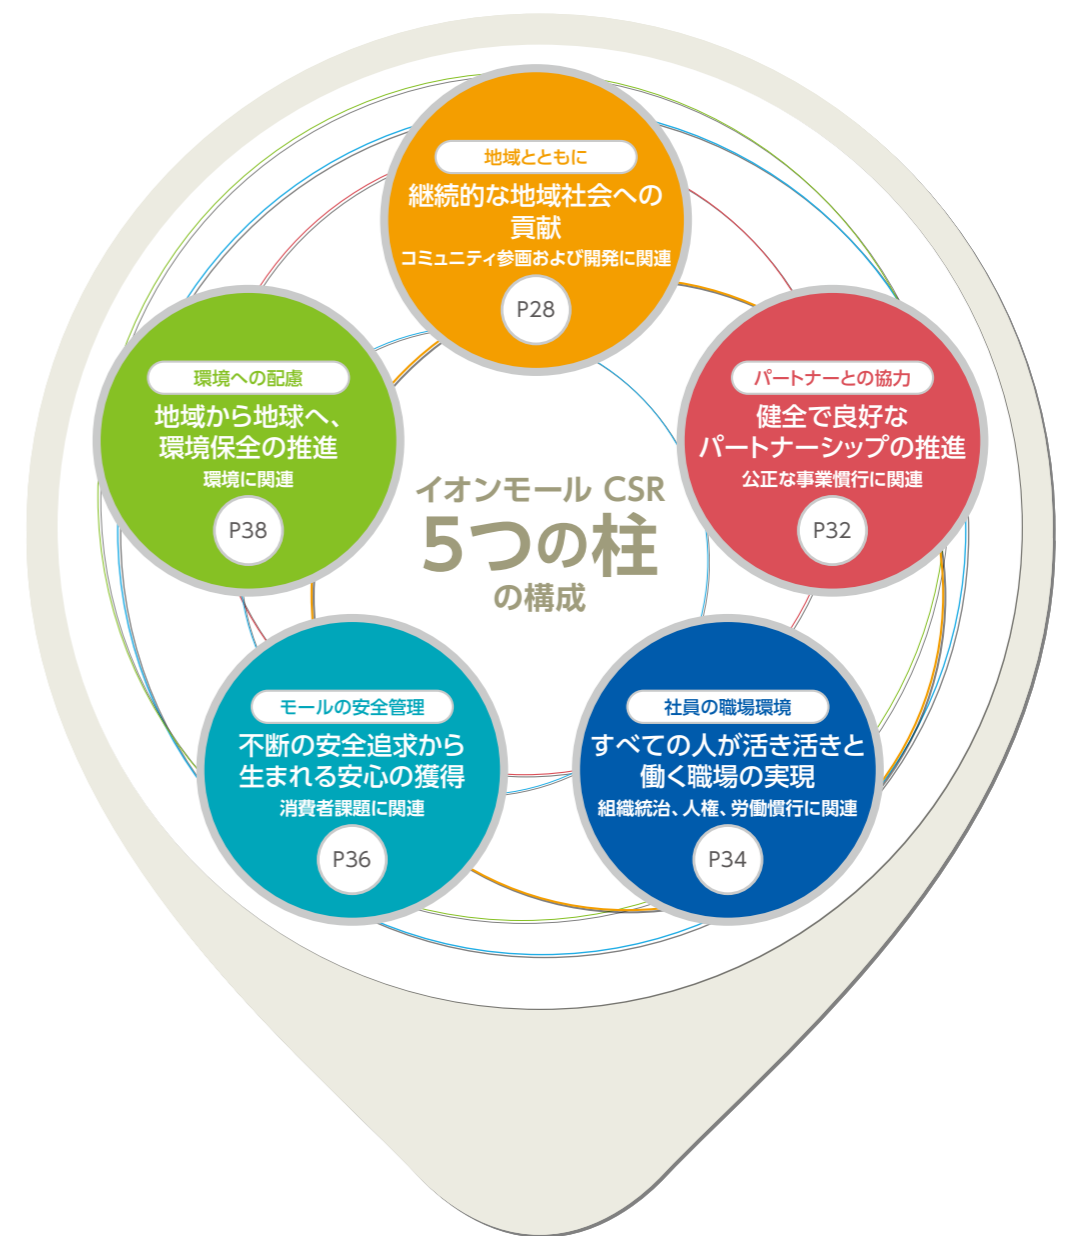 地域とともに
継続的な地域社会への
貢献
コミュニティ参画および開発に関連
P28
環境への配慮
地域から地球へ、
環境保全の推進
環境に関連
P38
パートナーとの協力
健全で良好な
パートナーシップの推進
公正な事業慣行に関連
P32
イオンモール CSR
5つの柱
の構成
モールの安全管理
不断の安全追求から
生まれる安心の獲得
消費者課題に関連
P36
社員の職場環境
すべての人が活き活きと
働く職場の実現
組織統治、人権、労働慣行に関連
P34